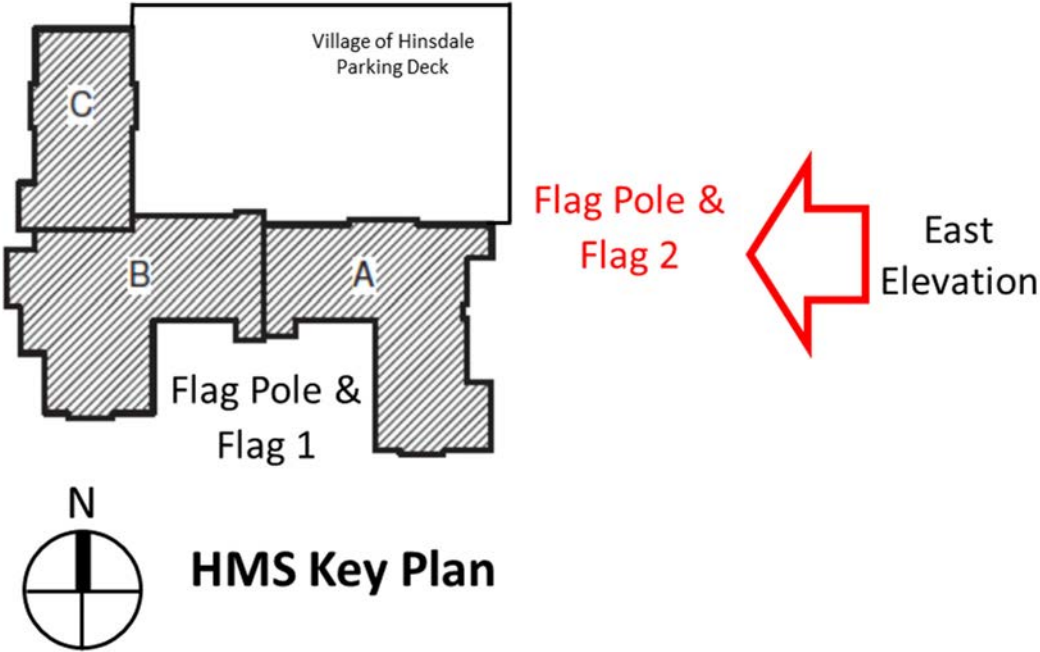 Village of Hinsdale
Parking Deck
C
Flag Pole &
Flag 2
East
Elevation
B
A
Flag Pole &
Flag 1
N
HMS Key Plan